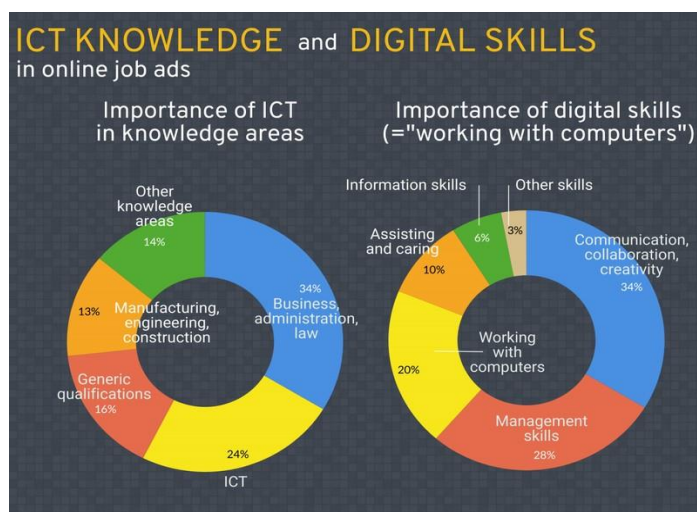 ICT KNOWLEDGE and DIGITAL SKILLS
in online job ads
Importance of ICT
in knowledge areas
Other
knowledge
areas
14%
34%
Business,
administration,
law
13%
Manufacturing,
engineering,
construction
Generic
qualifications
16%
24%
ICT
Importance of digital skills
(="working with computers")
Information skills
Other skills
6%
3%
Assisting
and caring
10%
Communication,
collaboration,
creativity
34%
20%
Working
with
computers
Management
skills
28%